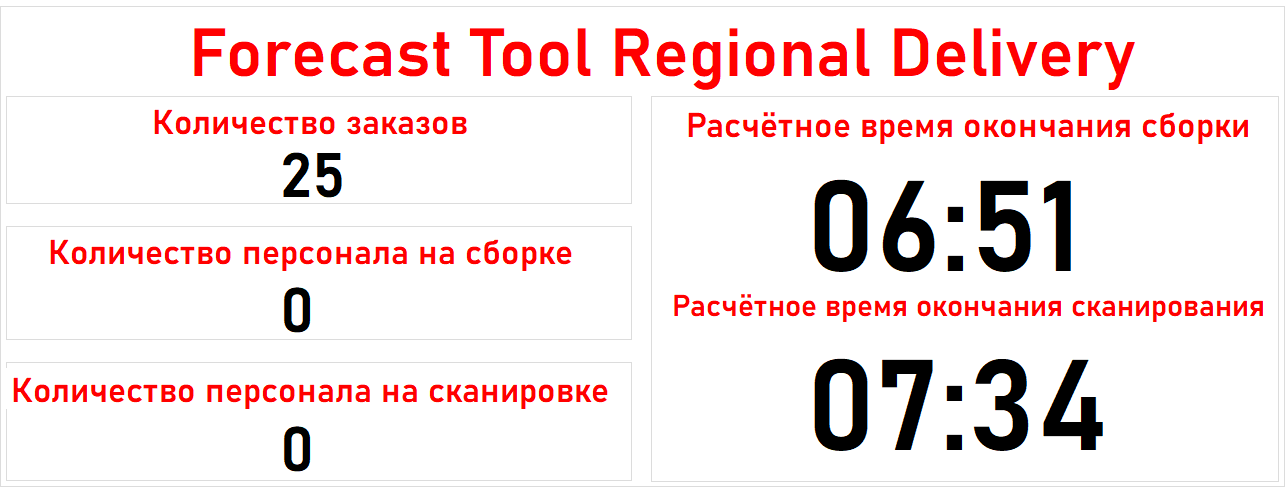 Forecast Tool Regional Delivery
Количество заказов
25
Количество персонала на сборке
0
Количество персонала на сканировке
0
Расчётное время окончания сборки
06:51
Расчётное время окончания сканирования
07:34